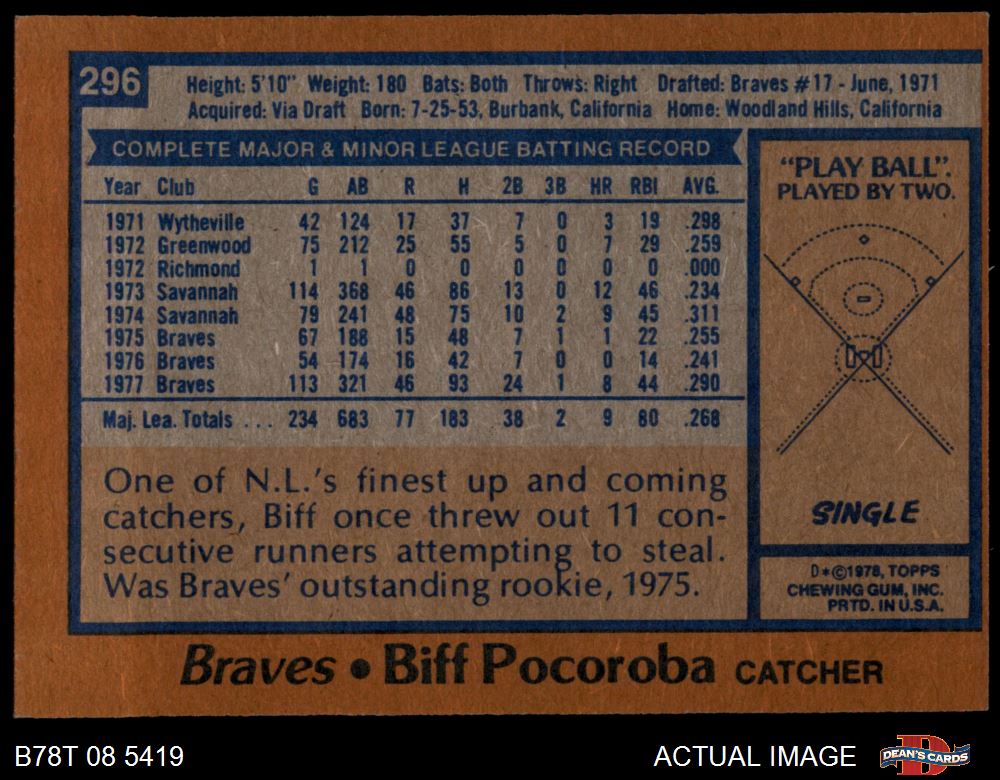 296
Height: 5'10" Weight: 180 Bats: Both Throws: Right Drafted: Braves #17 - June, 1971
Acquired: Via Draft Born: 7-25-53, Burbank, California Home: Woodland Hills, California
COMPLETE MAJOR & MINOR LEAGUE BATTING RECORD
Year Club G AB R H 2B 3B HR RBI AVG.
1971 Wytheville 42 124 17 37 7 0 3 19 .298
1972 Greenwood 75 212 25 55 5 0 7 29 .259
1972 Richmond 1 1 0 0 0 0 0 0 .000
1973 Savannah 114 368 46 86 13 0 12 46 .234
1974 Savannah 79 241 48 75 10 2 9 45 .311
1975 Braves 67 188 15 48 7 1 1 22 .255
1976 Braves 54 174 16 42 7 0 0 14 .241
1977 Braves 113 321 46 93 24 1 8 44 .290
Maj. Lea. Totals ... 234 683 77 183 38 2 9 80 .268
One of N.L.'s finest up and coming
catchers, Biff once threw out 11 con-
secutive runners attempting to steal.
Was Braves' outstanding rookie, 1975.
"PLAY BALL".
PLAYED BY TWO.
SINGLE
D*©1978, TOPPS
CHEWING GUM, INC.
PRTD. IN U.S.A.
Braves • Biff Pocoroba CATCHER
B78T 08 5419
ACTUAL IMAGE
DEAN'S CARDS